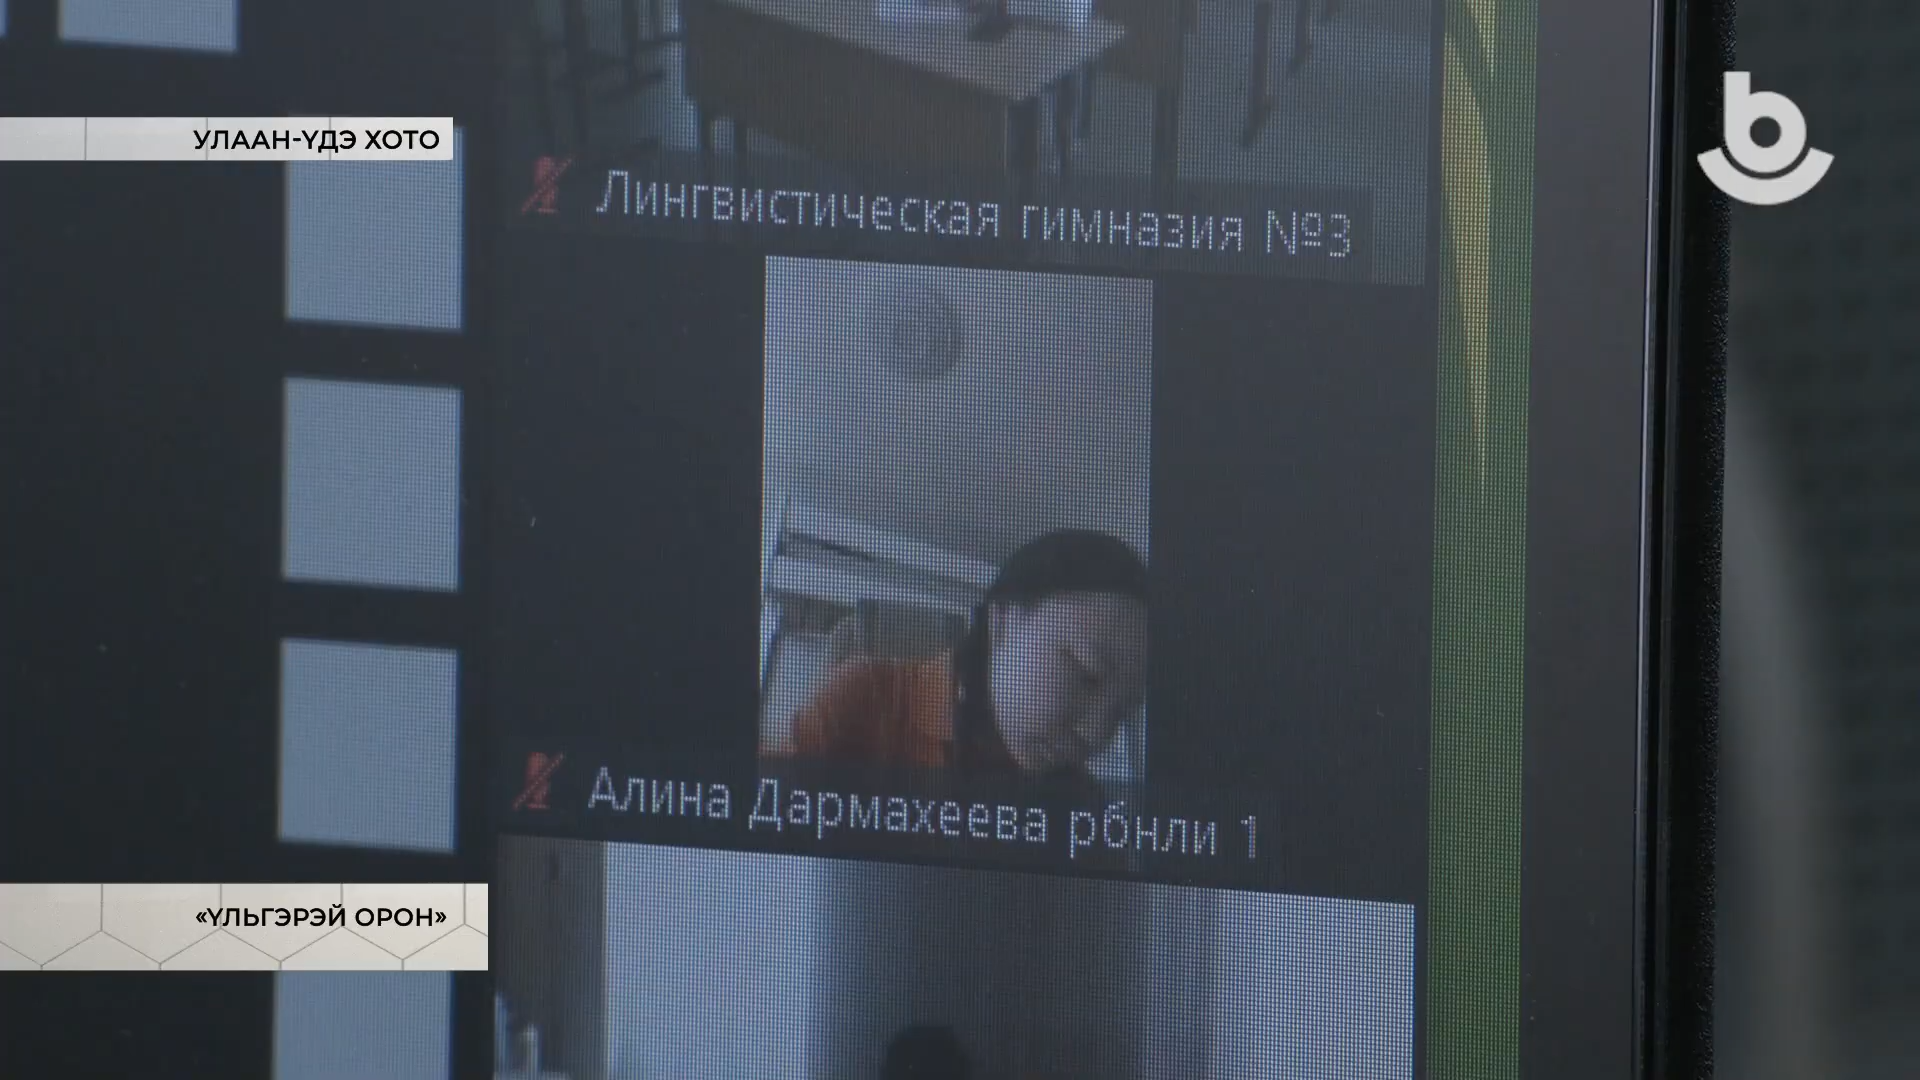 УЛААН-ҮДЭ ХОТО
b
Лингвистическая гимназия №3
Алина Дармахеева рбнли 1
«ҮЛЬГЭРЭЙ ОРОН»